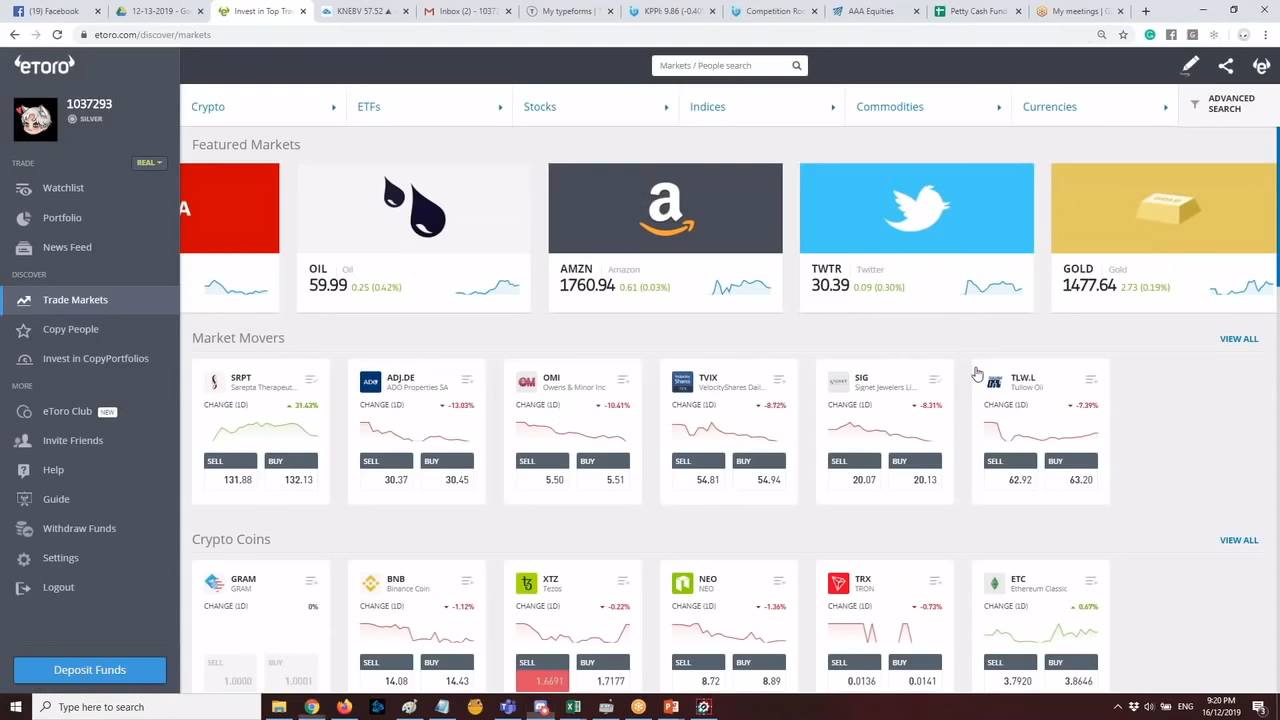 (9) Facebook
12-13-2019 - Go
Invest in Top Tra
KNEBV 57.52 ▲
Inbox (2) - 1037
My typeforms | T
KPPI: 9.86 (-0.40
Competition Roo
AAA Equities
Petty Cash Fund
My meetings | G
etoro.com/discover/markets
eToro
Markets / People search
1037293
SILVER
Crypto
ETFs
Stocks
Indices
Commodities
Currencies
ADVANCED
SEARCH
TRADE
REAL
Watchlist
Portfolio
News Feed
DISCOVER
Trade Markets
Copy People
Invest in CopyPortfolios
MORE
eToro Club NEW
Invite Friends
Help
Guide
Withdraw Funds
Settings
Logout
Deposit Funds
Featured Markets
A
OIL Oil
59.99 0.25 (0.42%)
a
AMZN Amazon
1760.94 0.61 (0.03%)
TWTR Twitter
30.39 0.09 (0.30%)
GOLD Gold
1477.64 2.73 (0.19%)
Market Movers
VIEW ALL
SRPT
Sarepta Therapeut...
CHANGE (1D) 31.43%
SELL BUY
131.88 132.13
ADO
ADJ.DE
ADO Properties SA
CHANGE (1D) -13.03%
SELL BUY
30.37 30.45
OM
OMI
Owens & Minor Inc
CHANGE (1D) -10.41%
SELL BUY
5.50 5.51
TVIX
VelocityShares Dail...
CHANGE (1D) -8.72%
SELL BUY
54.81 54.94
SIG
Signet Jewelers Li...
CHANGE (1D) -8.31%
SELL BUY
20.07 20.13
TLW.L
Tullow Oil
CHANGE (1D) -7.39%
SELL BUY
62.92 63.20
Crypto Coins
VIEW ALL
GRAM
GRAM
CHANGE (1D) 0%
SELL BUY
1.0000 1.0001
BNB
Binance Coin
CHANGE (1D) -1.12%
SELL BUY
14.08 14.43
XTZ
Tezos
CHANGE (1D) -0.22%
SELL BUY
1.6691 1.7177
NEO
NEO
CHANGE (1D) -1.36%
SELL BUY
8.72 8.89
TRX
TRON
CHANGE (1D) -0.73%
SELL BUY
0.0136 0.0141
ETC
Ethereum Classic
CHANGE (1D) 0.67%
SELL BUY
3.7920 3.8646
Type here to search
ENG
9:20 PM
16/12/2019